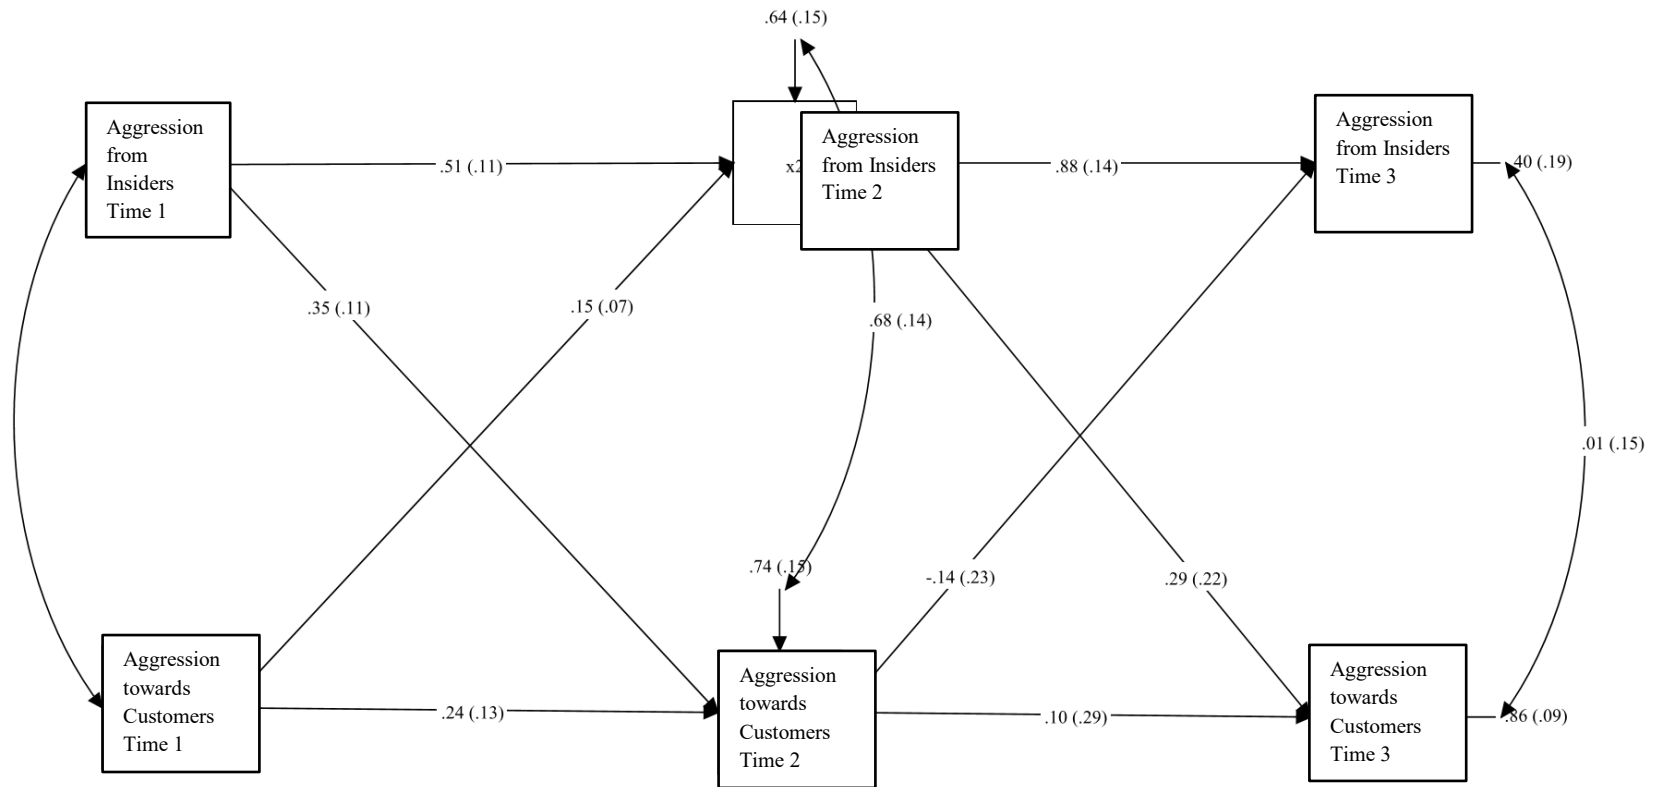 .64 (.15)
Aggression
from
Insiders
Time 1
.51 (.11)
x2
Aggression
from Insiders
Time 2
.88 (.14)
Aggression
from Insiders
Time 3
.40 (.19)
.35 (.11)
.15 (.07)
.68 (.14)
.01 (.15)
.74 (.15)
-.14 (.23)
.29 (.22)
Aggression
towards
Customers
Time 1
.24 (.13)
Aggression
towards
Customers
Time 2
.10 (.29)
Aggression
towards
Customers
Time 3
.86 (.09)